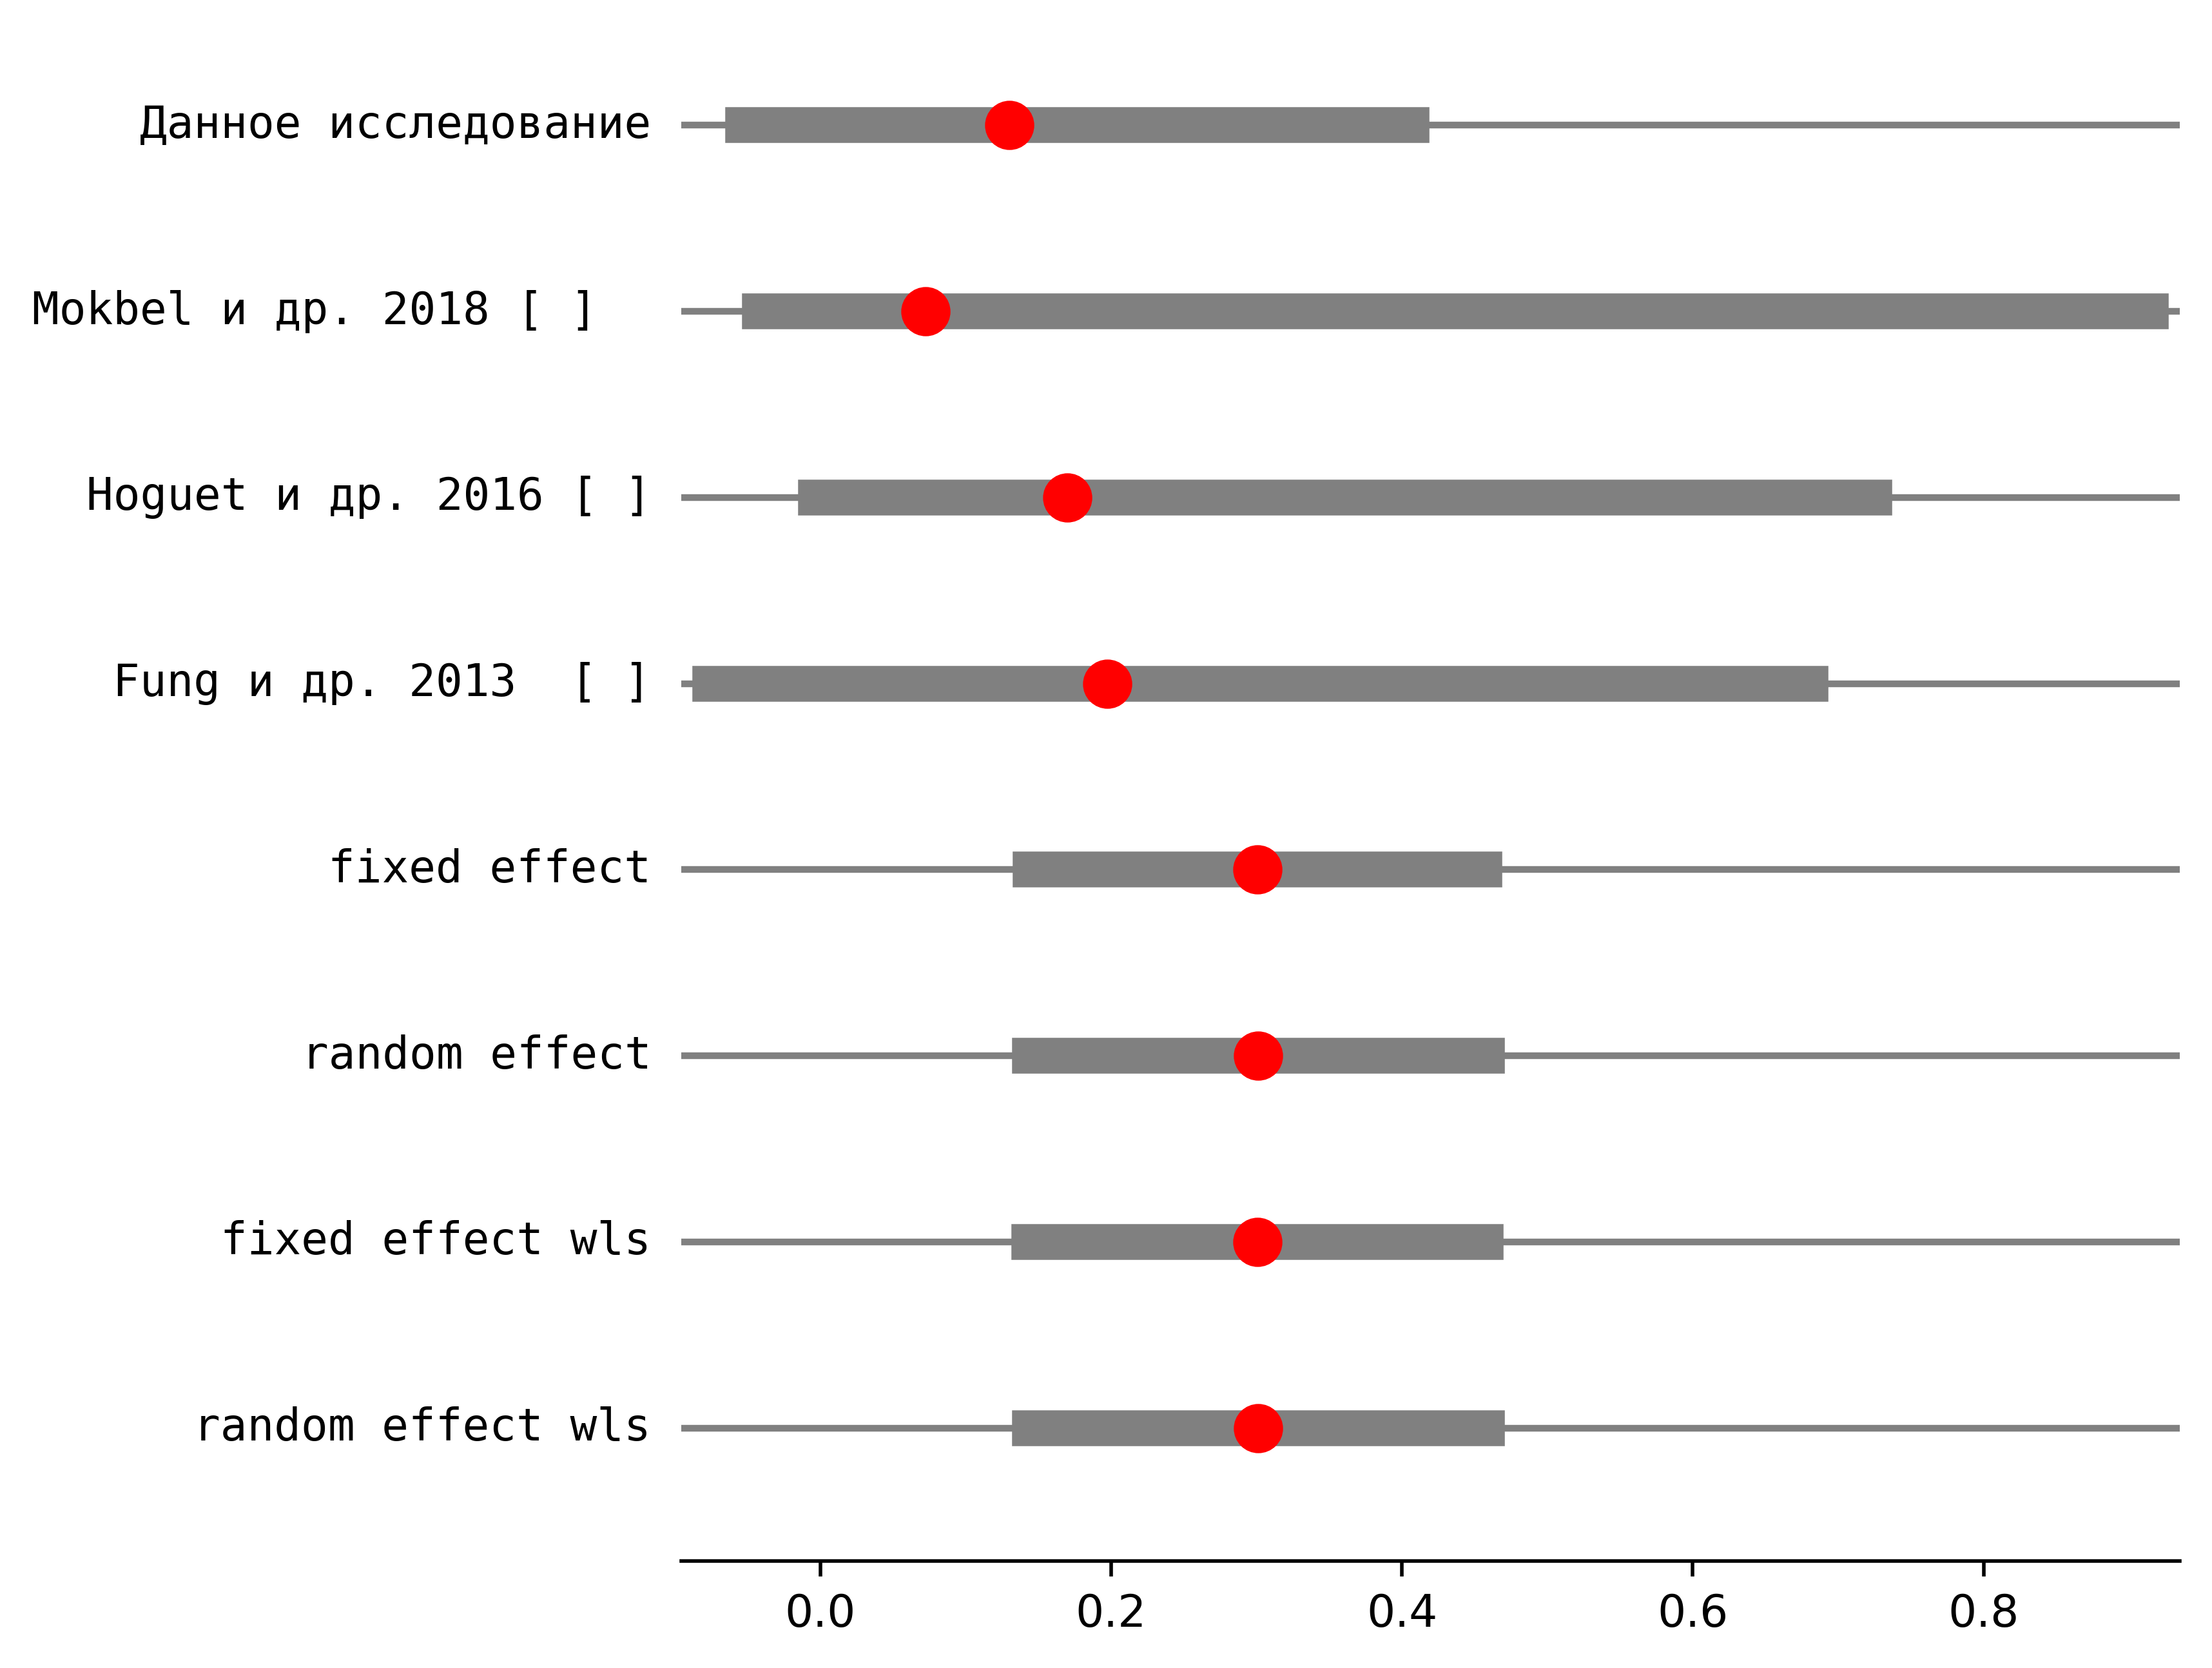 Данное исследование
Mokbel и др. 2018 [ ]
Hoguet и др. 2016 [ ]
Fung и др. 2013  [ ]
fixed effect
random effect
fixed effect wls
random effect wls
0.0 0.2 0.4 0.6 0.8